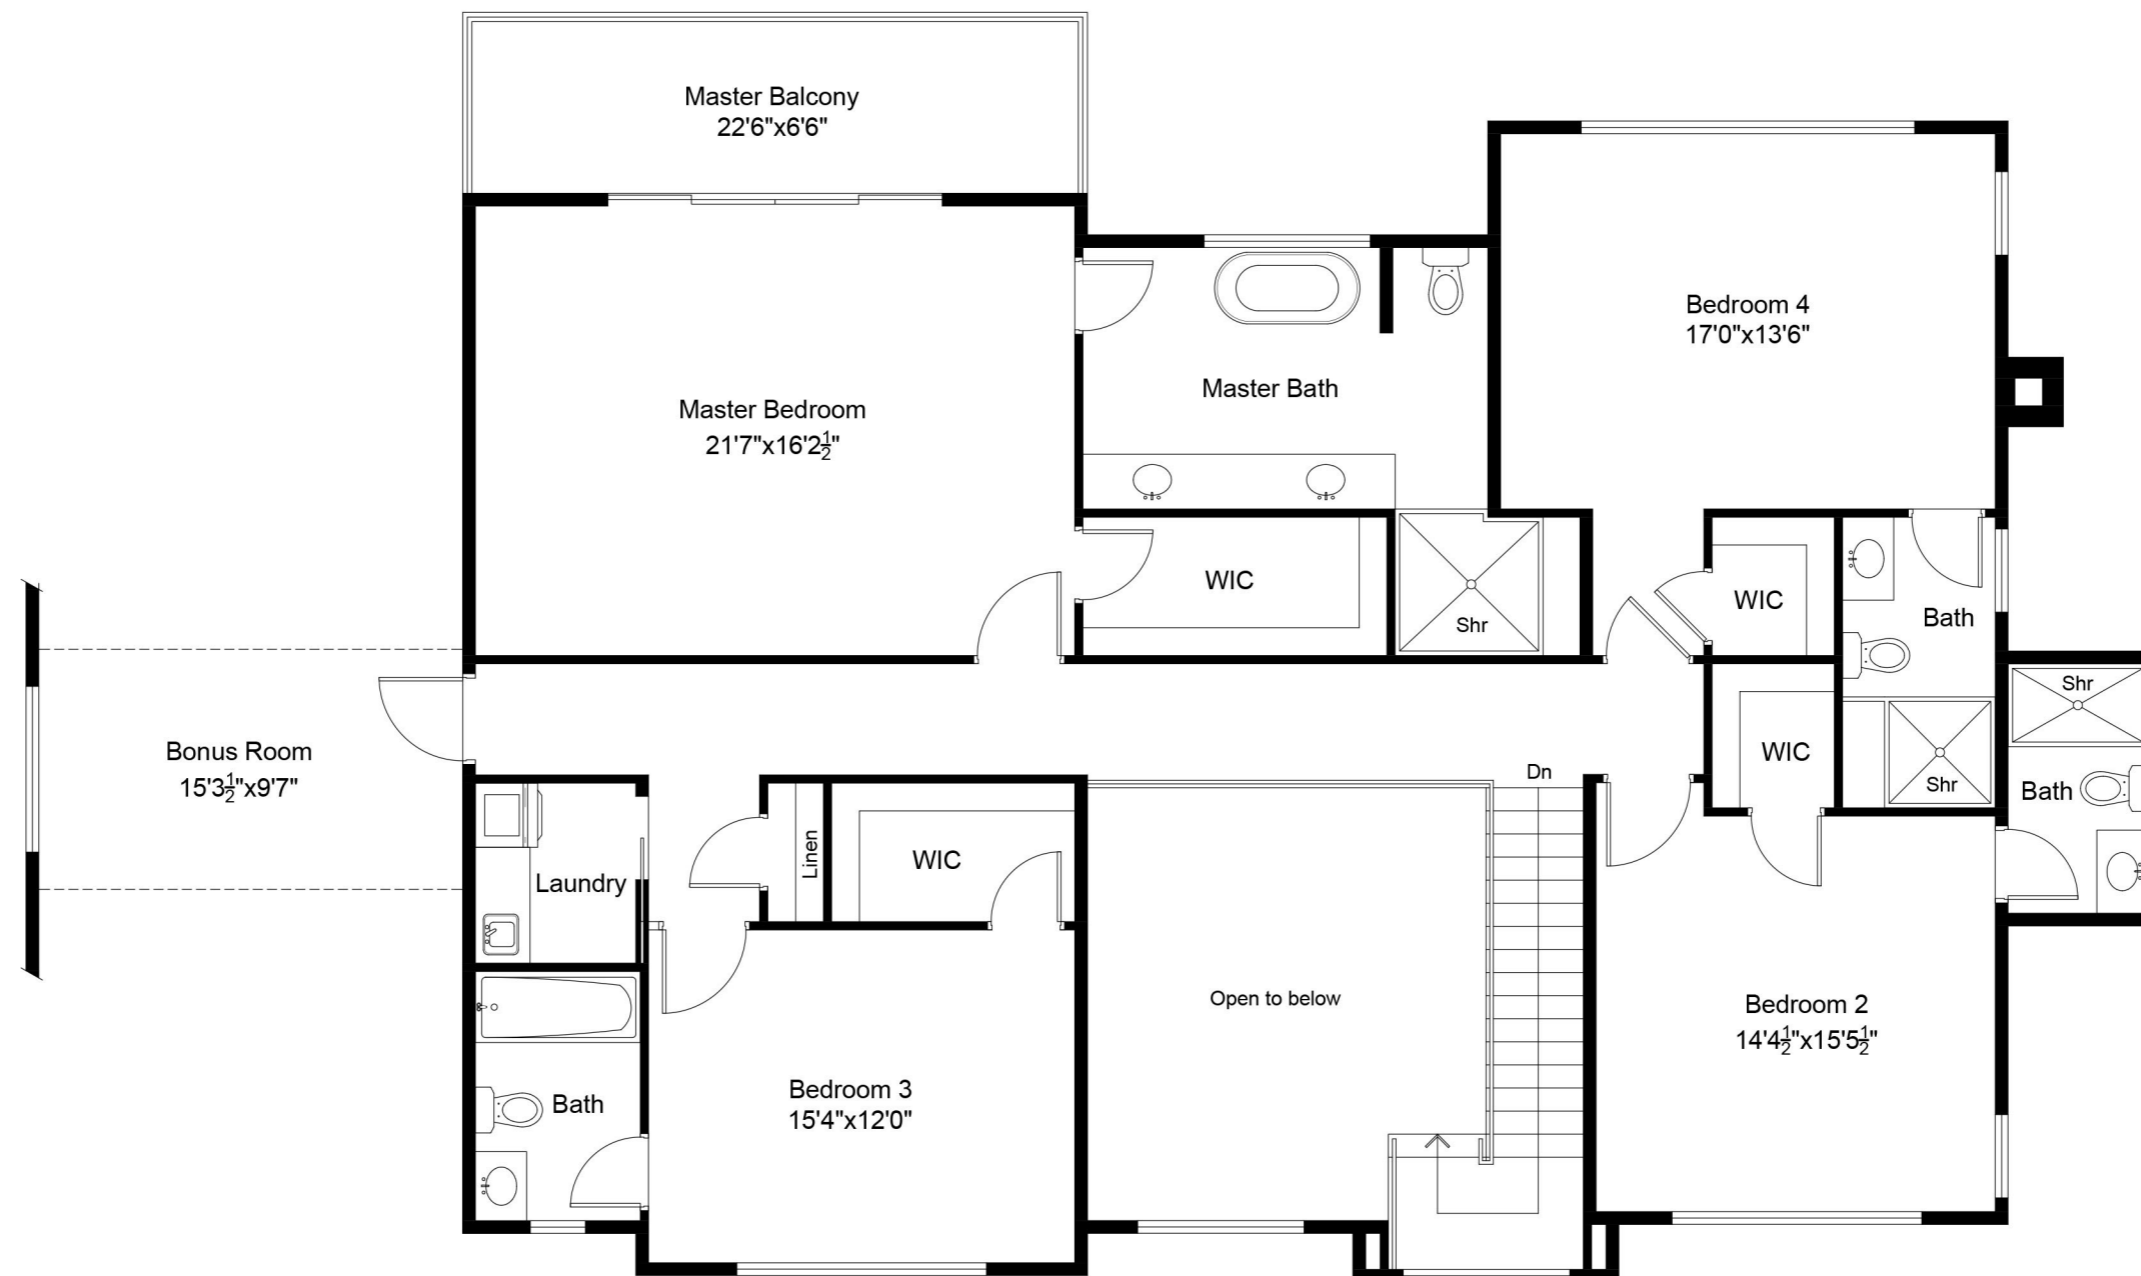 Master Balcony
22'6"x6'6"
Bedroom 4
17'0"x13'6"
Master Bath
Master Bedroom
21'7"x16'2½"
WIC
Shr
WIC
Bath
Shr
Bonus Room
15'3½"x9'7"
WIC
Dn
Shr
Bath
Linen
WIC
Laundry
Open to below
Bedroom 2
14'4½"x15'5½"
Bedroom 3
15'4"x12'0"
Bath